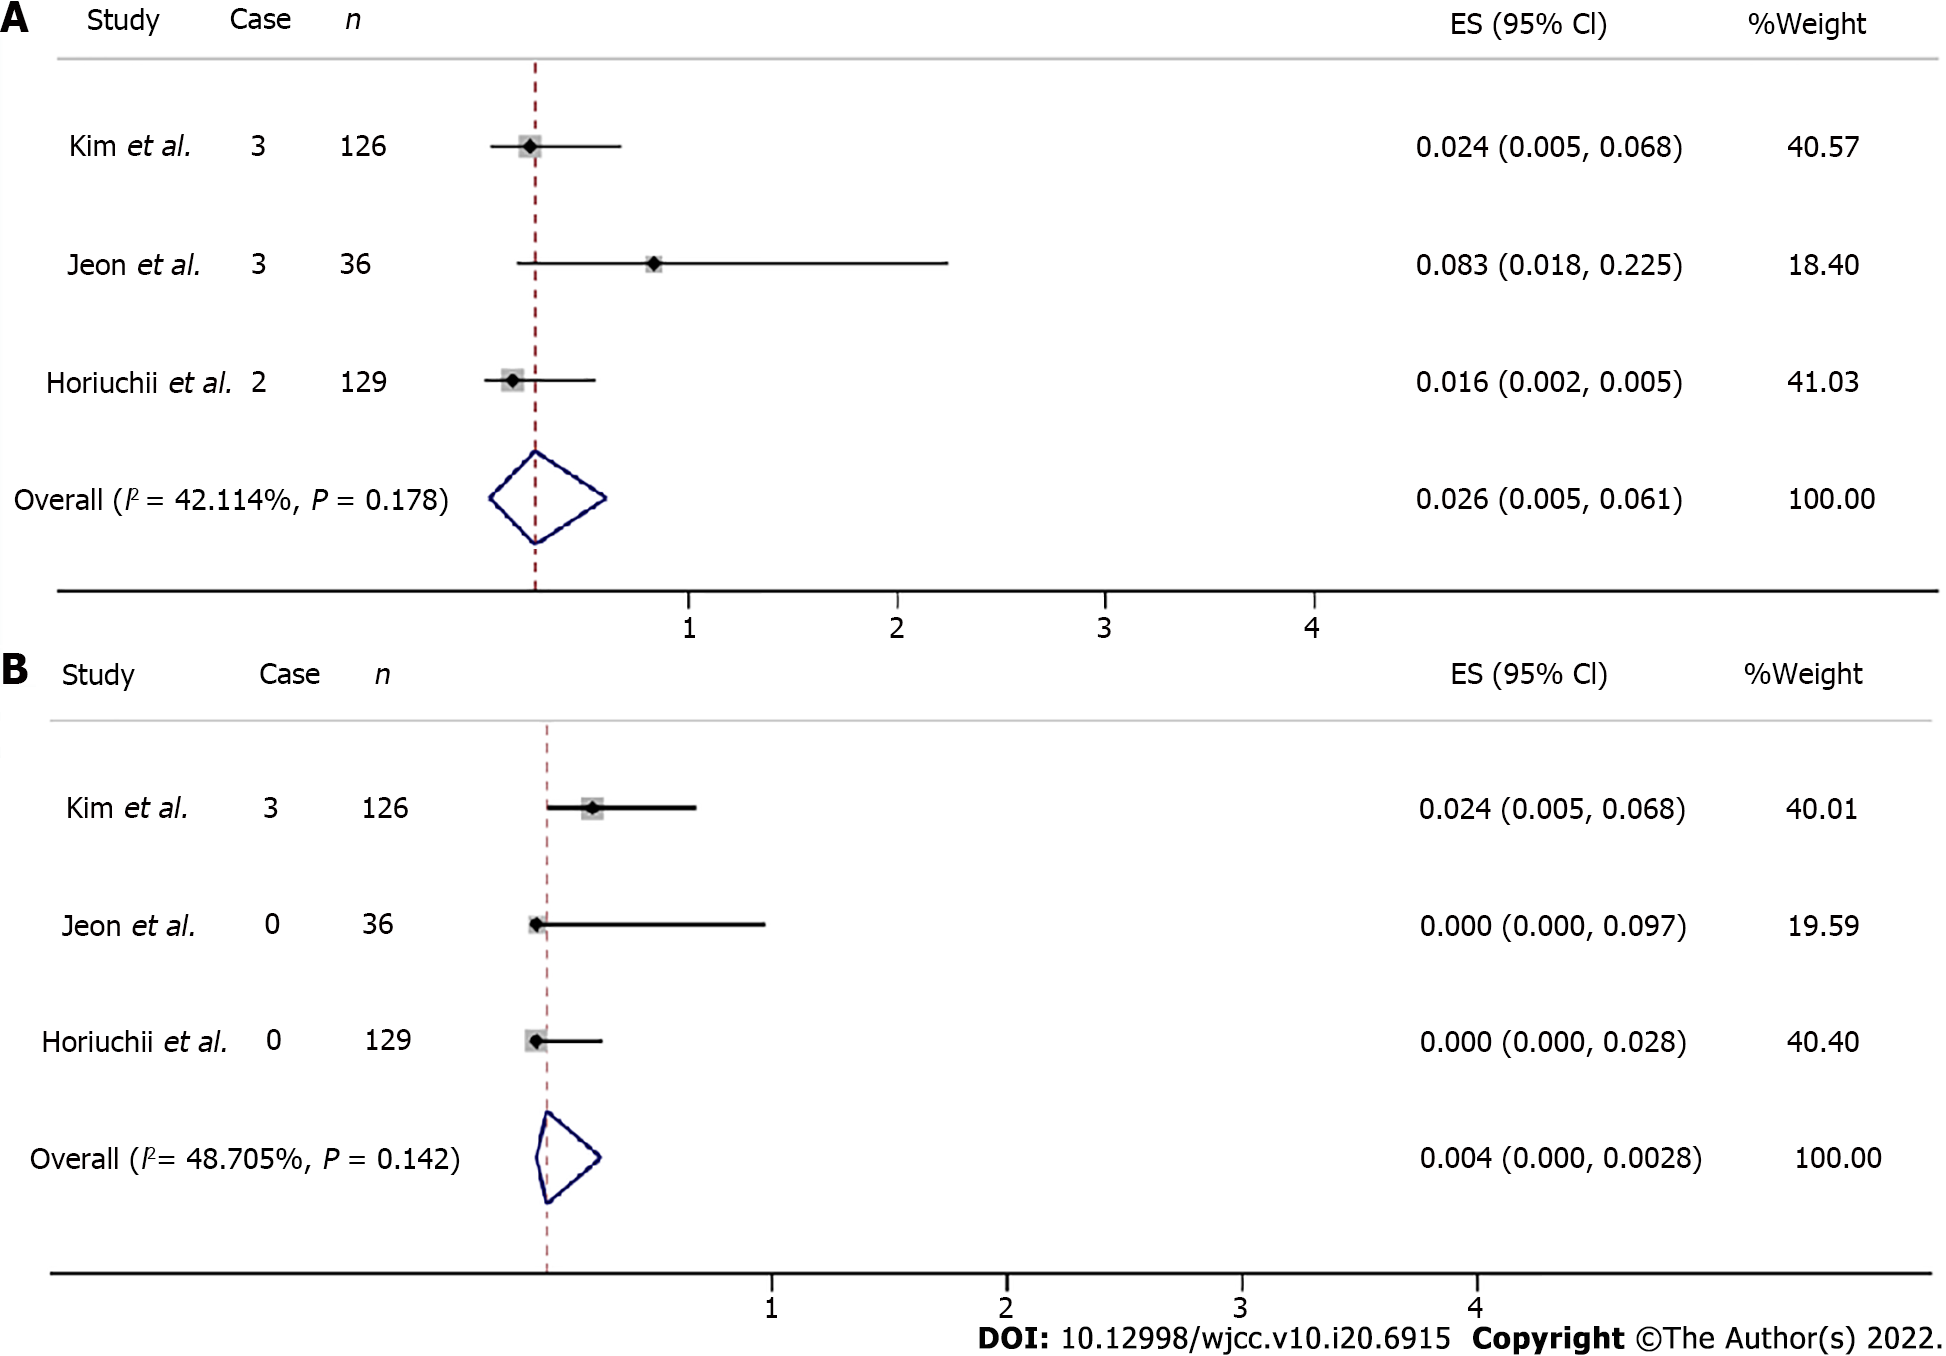 A Study Case n ES (95% Cl) %Weight
Kim et al. 3 126 0.024 (0.005, 0.068) 40.57
Jeon et al. 3 36 0.083 (0.018, 0.225) 18.40
Horiuchii et al. 2 129 0.016 (0.002, 0.005) 41.03
Overall (I² = 42.114%, P = 0.178) 0.026 (0.005, 0.061) 100.00
1 2 3 4
B Study Case n ES (95% Cl) %Weight
Kim et al. 3 126 0.024 (0.005, 0.068) 40.01
Jeon et al. 0 36 0.000 (0.000, 0.097) 19.59
Horiuchii et al. 0 129 0.000 (0.000, 0.028) 40.40
Overall (I²= 48.705%, P = 0.142) 0.004 (0.000, 0.0028) 100.00
1 2 3 4
DOI: 10.12998/wjcc.v10.i20.6915 Copyright ©The Author(s) 2022.